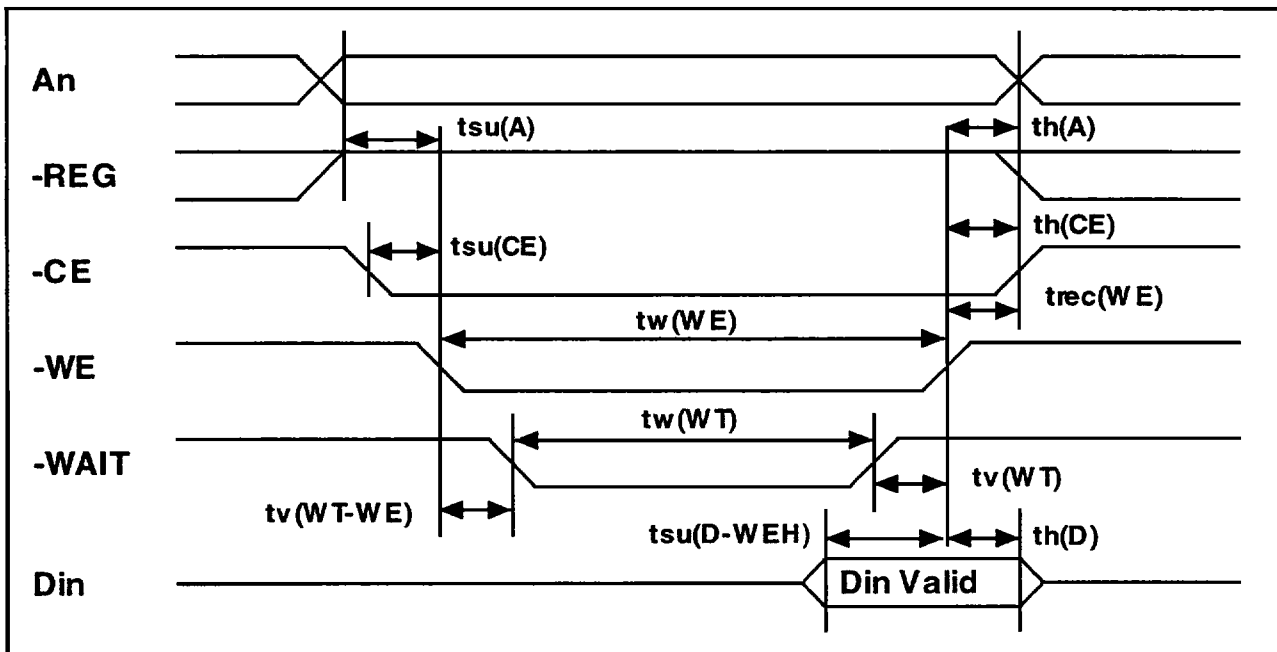 An
tsu(A)
th(A)
-REG
tsu(CE)
th(CE)
-CE
trec(WE)
tw(WE)
-WE
tw(WT)
-WAIT
tv(WT-WE)
tv(WT)
tsu(D-WEH)
th(D)
Din
Din Valid